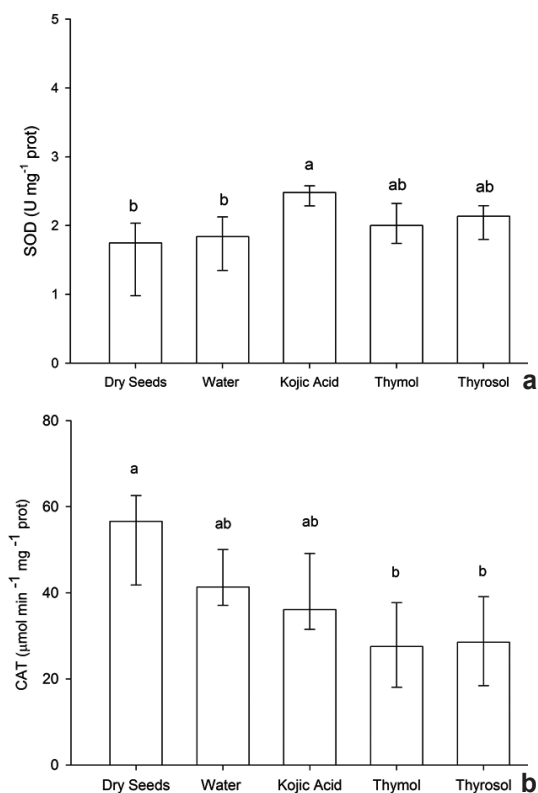 5
4
3
2
1
0
SOD (U mg⁻¹ prot)
b
b
a
ab
ab
Dry Seeds Water Kojic Acid Thymol Thyrosol a
80
60
40
20
0
CAT (µmol min ⁻¹ mg ⁻¹ prot)
a
ab
ab
b
b
Dry Seeds Water Kojic Acid Thymol Thyrosol b